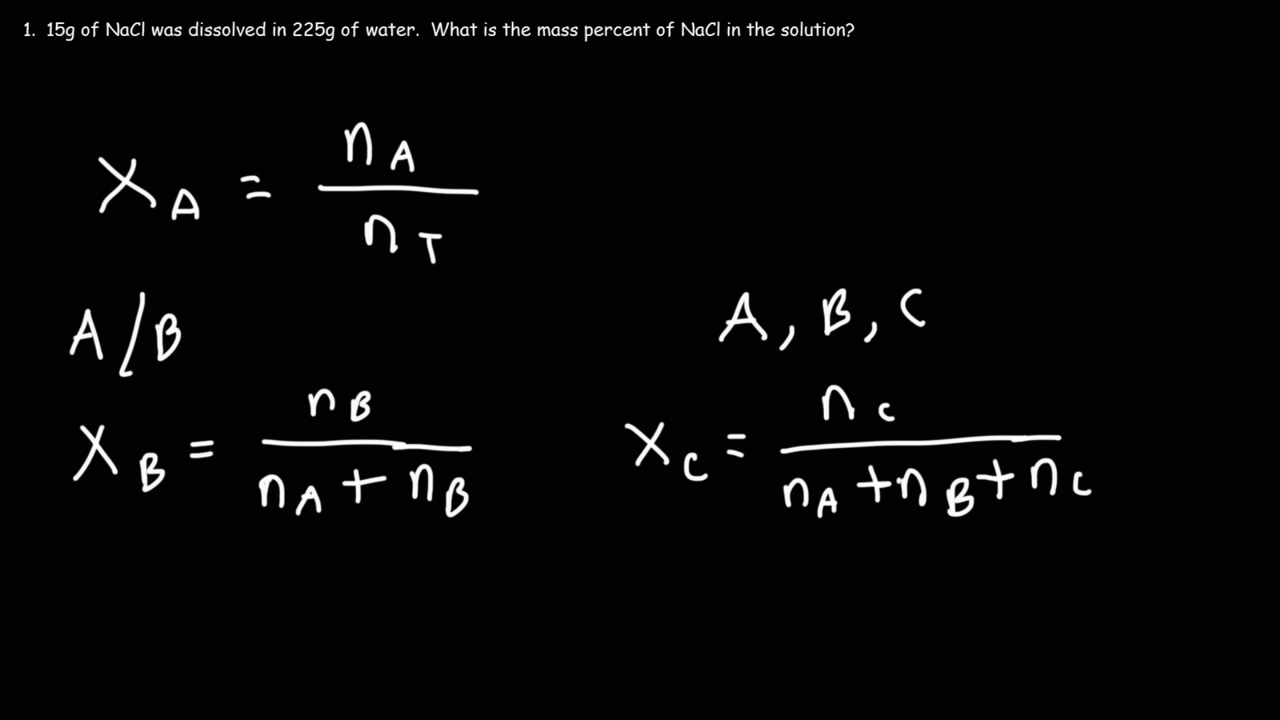 1. 15g of NaCl was dissolved in 225g of water. What is the mass percent of NaCl in the solution?
X_A = n_A / n_T
A/B
A, B, C
X_B = n_B / n_A + n_B
X_C = n_C / n_A + n_B + n_C